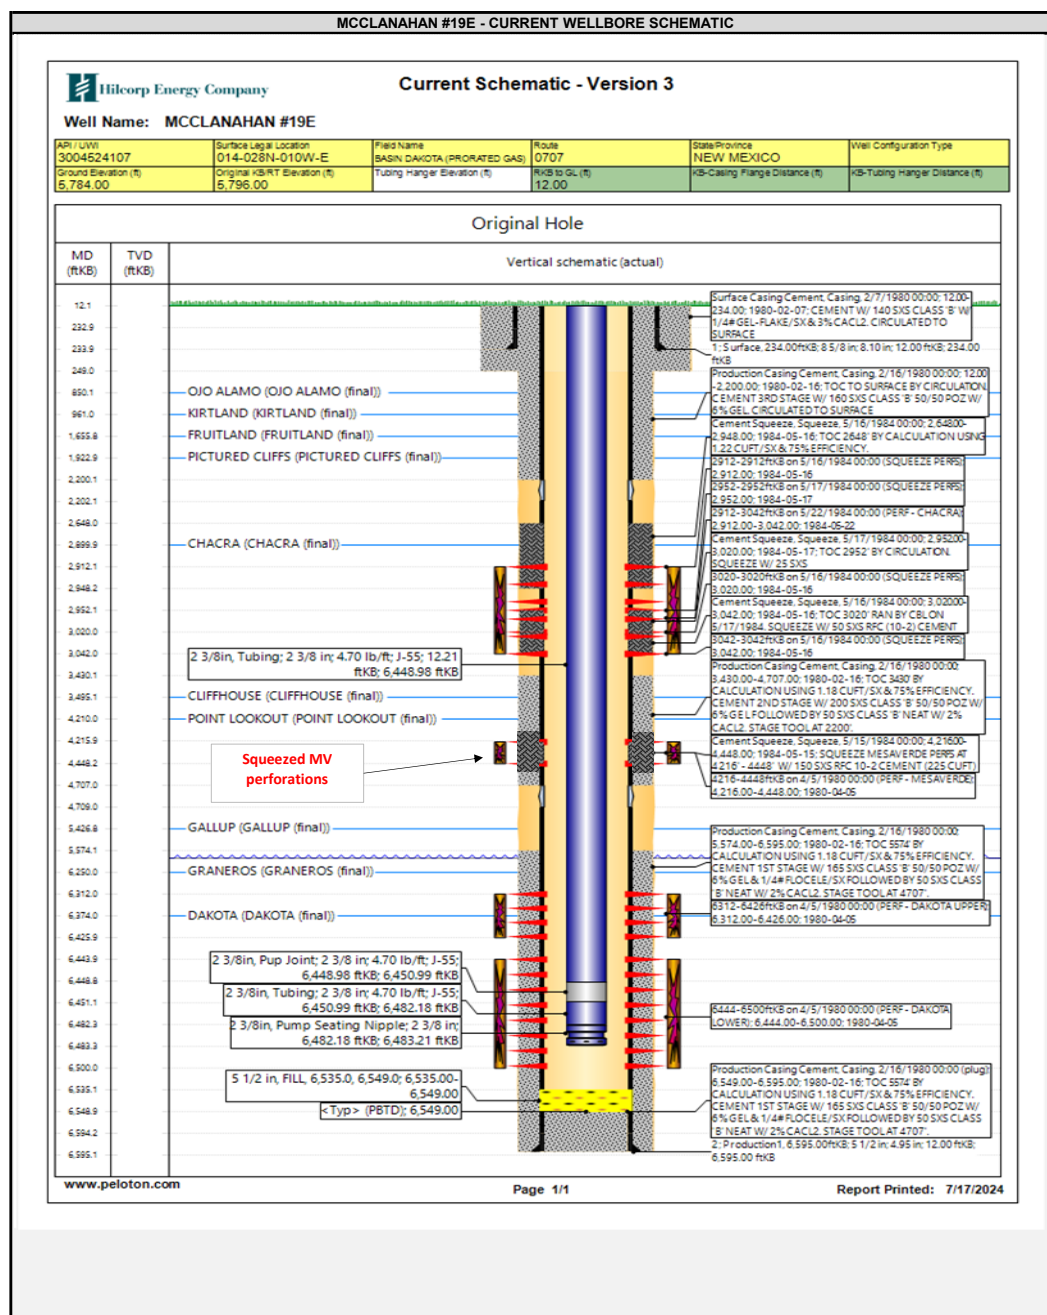 MCCLANAHAN #19E - CURRENT WELLBORE SCHEMATIC
Hilcorp Energy Company
Current Schematic - Version 3
Well Name: MCCLANAHAN #19E
API / UWI
3004524107
Surface Legal Location
014-028N-010W-E
Field Name
BASIN DAKOTA (PRORATED GAS)
Route
0707
State/Province
NEW MEXICO
Well Configuration Type
Ground Elevation (ft)
5,784.00
Original KB/RT Elevation (ft)
5,796.00
Tubing Hanger Elevation (ft)
RKB to GL (ft)
12.00
KB-Casing Flange Distance (ft)
KB-Tubing Hanger Distance (ft)
Original Hole
MD
(ftKB)
TVD
(ftKB)
Vertical schematic (actual)
12.1
232.9
233.9
249.0
850.1
961.0
1,655.8
1,922.9
2,200.1
2,202.1
2,648.0
2,899.9
2,912.1
2,948.2
2,952.1
3,020.0
3,042.0
3,430.1
3,495.1
4,210.0
4,215.9
4,448.2
4,707.0
4,709.0
5,426.8
5,574.1
6,250.0
6,312.0
6,374.0
6,425.9
6,443.9
6,448.8
6,451.1
6,482.3
6,483.3
6,500.0
6,535.1
6,548.9
6,594.2
6,595.1
OJO ALAMO (OJO ALAMO (final))
KIRTLAND (KIRTLAND (final))
FRUITLAND (FRUITLAND (final))
PICTURED CLIFFS (PICTURED CLIFFS (final))
CHACRA (CHACRA (final))
2 3/8in, Tubing; 2 3/8 in; 4.70 lb/ft; J-55; 12.21
ftKB; 6,448.98 ftKB
CLIFFHOUSE (CLIFFHOUSE (final))
POINT LOOKOUT (POINT LOOKOUT (final))
Squeezed MV
perforations
GALLUP (GALLUP (final))
GRANEROS (GRANEROS (final))
DAKOTA (DAKOTA (final))
2 3/8in, Pup Joint; 2 3/8 in; 4.70 lb/ft; J-55;
6,448.98 ftKB; 6,450.99 ftKB
2 3/8in, Tubing; 2 3/8 in; 4.70 lb/ft; J-55;
6,450.99 ftKB; 6,482.18 ftKB
2 3/8in, Pump Seating Nipple; 2 3/8 in;
6,482.18 ftKB; 6,483.21 ftKB
5 1/2 in, FILL, 6,535.0, 6,549.0; 6,535.00-
6,549.00
<Typ> (PBTD); 6,549.00
Surface Casing Cement, Casing, 2/7/1980 00:00; 12.00-
234.00; 1980-02-07; CEMENT W/ 140 SXS CLASS 'B' W/
1/4# GEL-FLAKE/SX & 3% CACL2. CIRCULATED TO
SURFACE
1; Surface, 234.00ftKB; 8 5/8 in; 8.10 in; 12.00 ftKB; 234.00
ftKB
Production Casing Cement, Casing, 2/16/1980 00:00; 12.00
-2,200.00; 1980-02-16; TOC TO SURFACE BY CIRCULATION.
CEMENT 3RD STAGE W/ 160 SXS CLASS 'B' 50/50 POZ W/
6% GEL. CIRCULATED TO SURFACE
Cement Squeeze, Squeeze, 5/16/1984 00:00; 2,648.00-
2,948.00; 1984-05-16; TOC 2648' BY CALCULATION USING
1.22 CUFT/SX & 75% EFFICIENCY.
2912-2912ftKB on 5/16/1984 00:00 (SQUEEZE PERFS);
2,912.00; 1984-05-16
2952-2952ftKB on 5/17/1984 00:00 (SQUEEZE PERFS);
2,952.00; 1984-05-17
2912-3042ftKB on 5/22/1984 00:00 (PERF - CHACRA);
2,912.00-3,042.00; 1984-05-22
Cement Squeeze, Squeeze, 5/17/1984 00:00; 2,952.00-
3,020.00; 1984-05-17; TOC 2952' BY CIRCULATION.
SQUEEZE W/ 25 SXS
3020-3020ftKB on 5/16/1984 00:00 (SQUEEZE PERFS);
3,020.00; 1984-05-16
Cement Squeeze, Squeeze, 5/16/1984 00:00; 3,020.00-
3,042.00; 1984-05-16; TOC 3020' RAN BY CBL ON
5/17/1984. SQUEEZE W/ 50 SXS RFC (10-2) CEMENT
3042-3042ftKB on 5/16/1984 00:00 (SQUEEZE PERFS);
3,042.00; 1984-05-16
Production Casing Cement, Casing, 2/16/1980 00:00;
3,430.00-4,707.00; 1980-02-16; TOC 3430' BY
CALCULATION USING 1.18 CUFT/SX & 75% EFFICIENCY.
CEMENT 2ND STAGE W/ 200 SXS CLASS 'B' 50/50 POZ W/
6% GEL FOLLOWED BY 50 SXS CLASS 'B' NEAT W/ 2%
CACL2. STAGE TOOL AT 2200'.
Cement Squeeze, Squeeze, 5/15/1984 00:00; 4,216.00-
4,448.00; 1984-05-15; SQUEEZE MESAVERDE PERFS AT
4216' - 4448' W/ 150 SXS RFC 10-2 CEMENT (225 CUFT)
4216-4448ftKB on 4/5/1980 00:00 (PERF - MESAVERDE);
4,216.00-4,448.00; 1980-04-05
Production Casing Cement, Casing, 2/16/1980 00:00;
5,574.00-6,595.00; 1980-02-16; TOC 5574' BY
CALCULATION USING 1.18 CUFT/SX & 75% EFFICIENCY.
CEMENT 1ST STAGE W/ 165 SXS CLASS 'B' 50/50 POZ W/
6% GEL & 1/4# FLOCELE/SX FOLLOWED BY 50 SXS CLASS
'B' NEAT W/ 2% CACL2. STAGE TOOL AT 4707'.
6312-6426ftKB on 4/5/1980 00:00 (PERF - DAKOTA UPPER);
6,312.00-6,426.00; 1980-04-05
6444-6500ftKB on 4/5/1980 00:00 (PERF - DAKOTA
LOWER); 6,444.00-6,500.00; 1980-04-05
Production Casing Cement, Casing, 2/16/1980 00:00 (plug);
6,549.00-6,595.00; 1980-02-16; TOC 5574' BY
CALCULATION USING 1.18 CUFT/SX & 75% EFFICIENCY.
CEMENT 1ST STAGE W/ 165 SXS CLASS 'B' 50/50 POZ W/
6% GEL & 1/4# FLOCELE/SX FOLLOWED BY 50 SXS CLASS
'B' NEAT W/ 2% CACL2. STAGE TOOL AT 4707'.
2; Production1, 6,595.00ftKB; 5 1/2 in; 4.95 in; 12.00 ftKB;
6,595.00 ftKB
www.peloton.com
Page 1/1
Report Printed: 7/17/2024